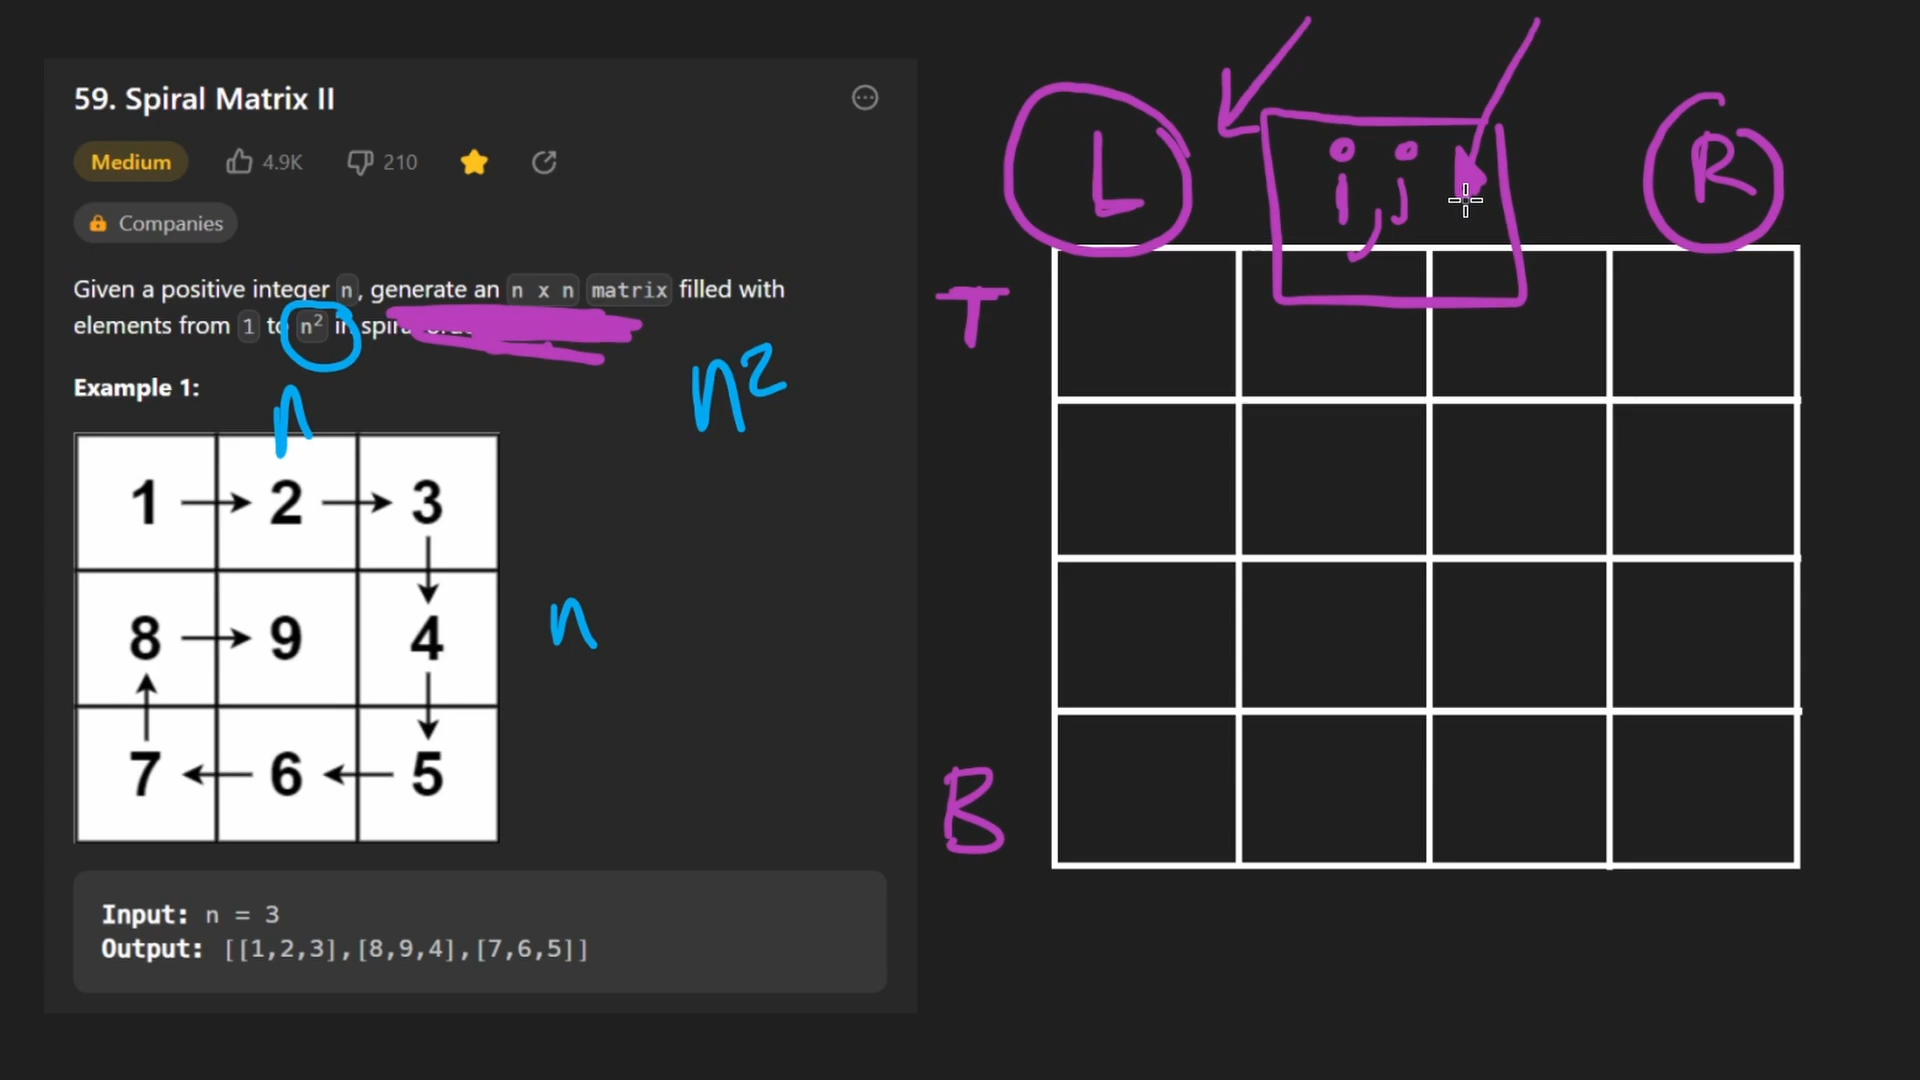 59. Spiral Matrix II
Medium 4.9K 210
Companies
Given a positive integer n, generate an n x n matrix filled with
elements from 1 to n² in
n²
Example 1:
n
1 2 3
8 9 4
7 6 5
n
Input: n = 3
Output: [[1,2,3],[8,9,4],[7,6,5]]
L i,j R
T
B